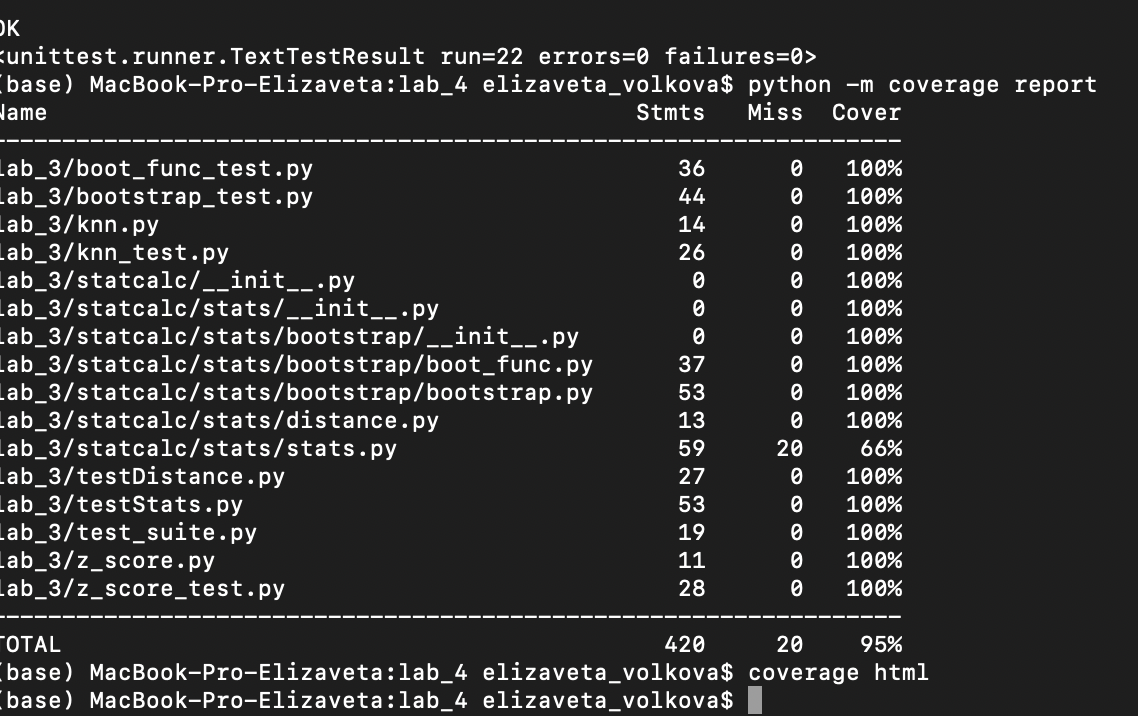 OK
<unittest.runner.TextTestResult run=22 errors=0 failures=0>
(base) MacBook-Pro-Elizaveta:lab_4 elizaveta_volkova$ python -m coverage report
Name Stmts Miss Cover
----------------------------------------------------------------
lab_3/boot_func_test.py 36 0 100%
lab_3/bootstrap_test.py 44 0 100%
lab_3/knn.py 14 0 100%
lab_3/knn_test.py 26 0 100%
lab_3/statcalc/__init__.py 0 0 100%
lab_3/statcalc/stats/__init__.py 0 0 100%
lab_3/statcalc/stats/bootstrap/__init__.py 0 0 100%
lab_3/statcalc/stats/bootstrap/boot_func.py 37 0 100%
lab_3/statcalc/stats/bootstrap/bootstrap.py 53 0 100%
lab_3/statcalc/stats/distance.py 13 0 100%
lab_3/statcalc/stats/stats.py 59 20 66%
lab_3/testDistance.py 27 0 100%
lab_3/testStats.py 53 0 100%
lab_3/test_suite.py 19 0 100%
lab_3/z_score.py 11 0 100%
lab_3/z_score_test.py 28 0 100%
----------------------------------------------------------------
TOTAL 420 20 95%
(base) MacBook-Pro-Elizaveta:lab_4 elizaveta_volkova$ coverage html
(base) MacBook-Pro-Elizaveta:lab_4 elizaveta_volkova$